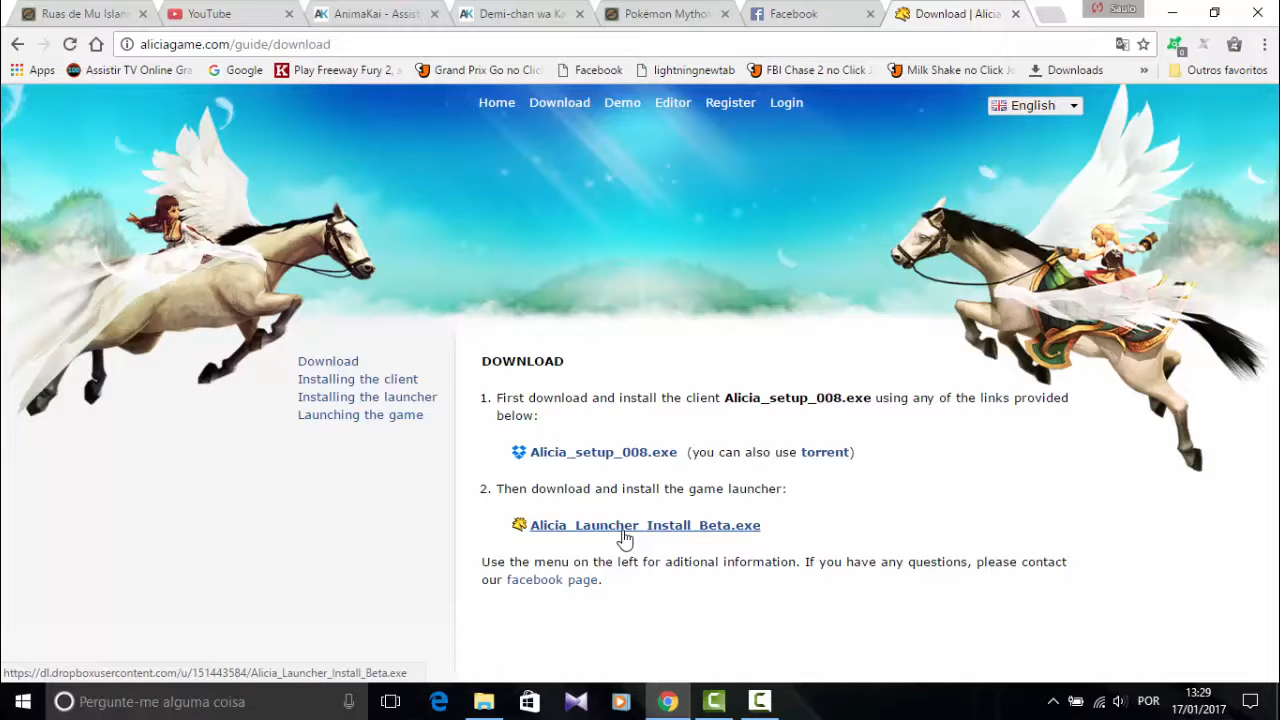 Ruas de Mu Island
YouTube
AnimaKai - Assist
Demi-chan wa Ka
Pokémon Mytholo
Facebook
Download | Alicia
Saulo
aliciagame.com/guide/download
Apps
Assistir TV Online Gra
Google
Play Freeway Fury 2, a
Grand Prix Go no Clic
Facebook
lightningnewtab
FBI Chase 2 no Click J
Milk Shake no Click Jo
Downloads
»
Outros favoritos
0
Home
Download
Demo
Editor
Register
Login
English
Download
Installing the client
Installing the launcher
Launching the game
DOWNLOAD
1. First download and install the client Alicia_setup_008.exe using any of the links provided
below:
Alicia_setup_008.exe (you can also use torrent)
2. Then download and install the game launcher:
Alicia_Launcher_Install_Beta.exe
Use the menu on the left for aditional information. If you have any questions, please contact
our facebook page.
https://dl.dropboxusercontent.com/u/151443584/Alicia_Launcher_Install_Beta.exe
Pergunte-me alguma coisa
POR
13:29
17/01/2017